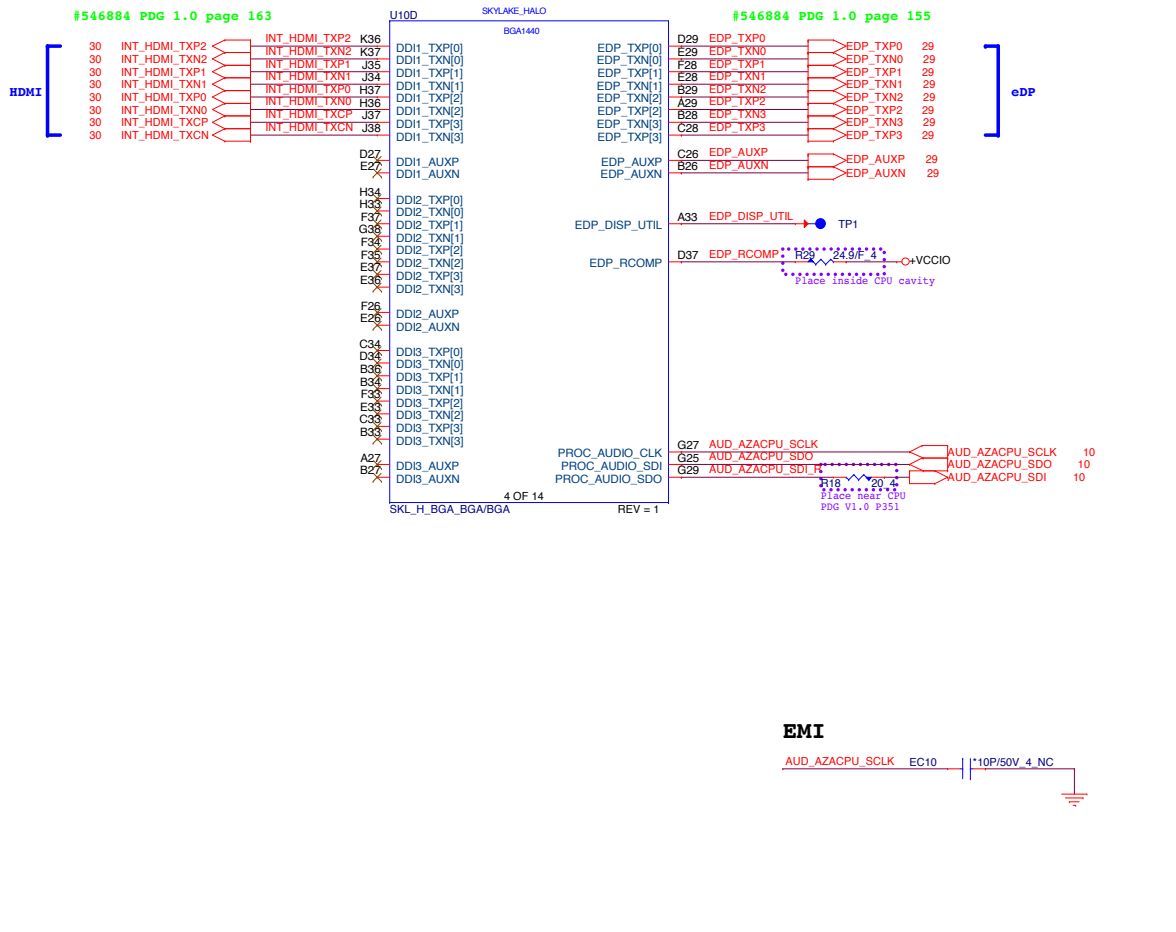 #546884 PDG 1.0 page 163
U10D
SKYLAKE_HALO
#546884 PDG 1.0 page 155
BGA1440
HDMI
eDP
30 INT_HDMI_TXP2 INT_HDMI_TXP2 K36 DDI1_TXP[0] EDP_TXP[0] D29 EDP_TXP0 EDP_TXP0 29
30 INT_HDMI_TXN2 INT_HDMI_TXN2 K37 DDI1_TXN[0] EDP_TXN[0] E29 EDP_TXN0 EDP_TXN0 29
30 INT_HDMI_TXP1 INT_HDMI_TXP1 J35 DDI1_TXP[1] EDP_TXP[1] F28 EDP_TXP1 EDP_TXP1 29
30 INT_HDMI_TXN1 INT_HDMI_TXN1 J34 DDI1_TXN[1] EDP_TXN[1] E28 EDP_TXN1 EDP_TXN1 29
30 INT_HDMI_TXP0 INT_HDMI_TXP0 H37 DDI1_TXP[2] EDP_TXN[2] B29 EDP_TXN2 EDP_TXN2 29
30 INT_HDMI_TXN0 INT_HDMI_TXN0 H36 DDI1_TXN[2] EDP_TXP[2] A29 EDP_TXP2 EDP_TXP2 29
30 INT_HDMI_TXCP INT_HDMI_TXCP J37 DDI1_TXP[3] EDP_TXN[3] B28 EDP_TXN3 EDP_TXN3 29
30 INT_HDMI_TXCN INT_HDMI_TXCN J38 DDI1_TXN[3] EDP_TXP[3] C28 EDP_TXP3 EDP_TXP3 29
D27 DDI1_AUXP EDP_AUXP C26 EDP_AUXP EDP_AUXP 29
E27 DDI1_AUXN EDP_AUXN B26 EDP_AUXN EDP_AUXN 29
H34 DDI2_TXP[0]
H33 DDI2_TXN[0]
F37 DDI2_TXP[1] EDP_DISP_UTIL A33 EDP_DISP_UTIL TP1
G38 DDI2_TXN[1]
F34 DDI2_TXP[2]
F35 DDI2_TXN[2] EDP_RCOMP D37 EDP_RCOMP R29 24.9/F_4 +VCCIO
E37 DDI2_TXP[3]
E36 DDI2_TXN[3]
Place inside CPU cavity
F26 DDI2_AUXP
E26 DDI2_AUXN
C34 DDI3_TXP[0]
D34 DDI3_TXN[0]
B36 DDI3_TXP[1]
B34 DDI3_TXN[1]
F33 DDI3_TXP[2]
E33 DDI3_TXN[2]
C33 DDI3_TXP[3]
B33 DDI3_TXN[3]
PROC_AUDIO_CLK G27 AUD_AZACPU_SCLK AUD_AZACPU_SCLK 10
A27 DDI3_AUXP PROC_AUDIO_SDI G25 AUD_AZACPU_SDO AUD_AZACPU_SDO 10
B27 DDI3_AUXN PROC_AUDIO_SDO G29 AUD_AZACPU_SDI_R R18 20_4 AUD_AZACPU_SDI 10
Place near CPU
PDG V1.0 P351
4 OF 14
SKL_H_BGA_BGA/BGA
REV = 1
EMI
AUD_AZACPU_SCLK EC10 *10P/50V_4_NC